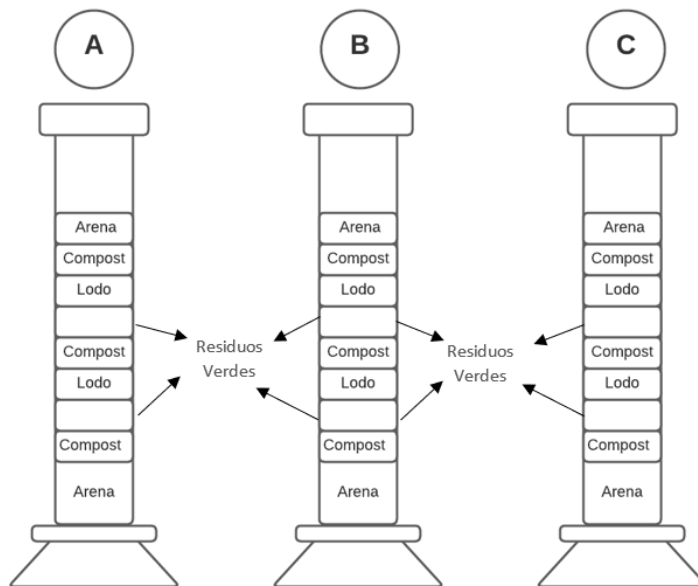 A B C
Arena Arena Arena
Compost Compost Compost
Lodo Lodo Lodo
Residuos
Verdes
Residuos
Verdes
Compost Compost Compost
Lodo Lodo Lodo
Compost Compost Compost
Arena Arena Arena